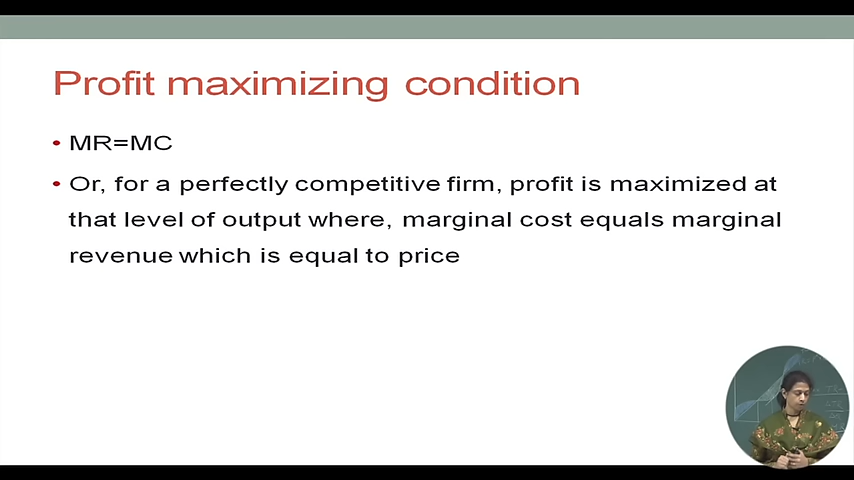 Profit maximizing condition
• MR=MC
• Or, for a perfectly competitive firm, profit is maximized at
that level of output where, marginal cost equals marginal
revenue which is equal to price